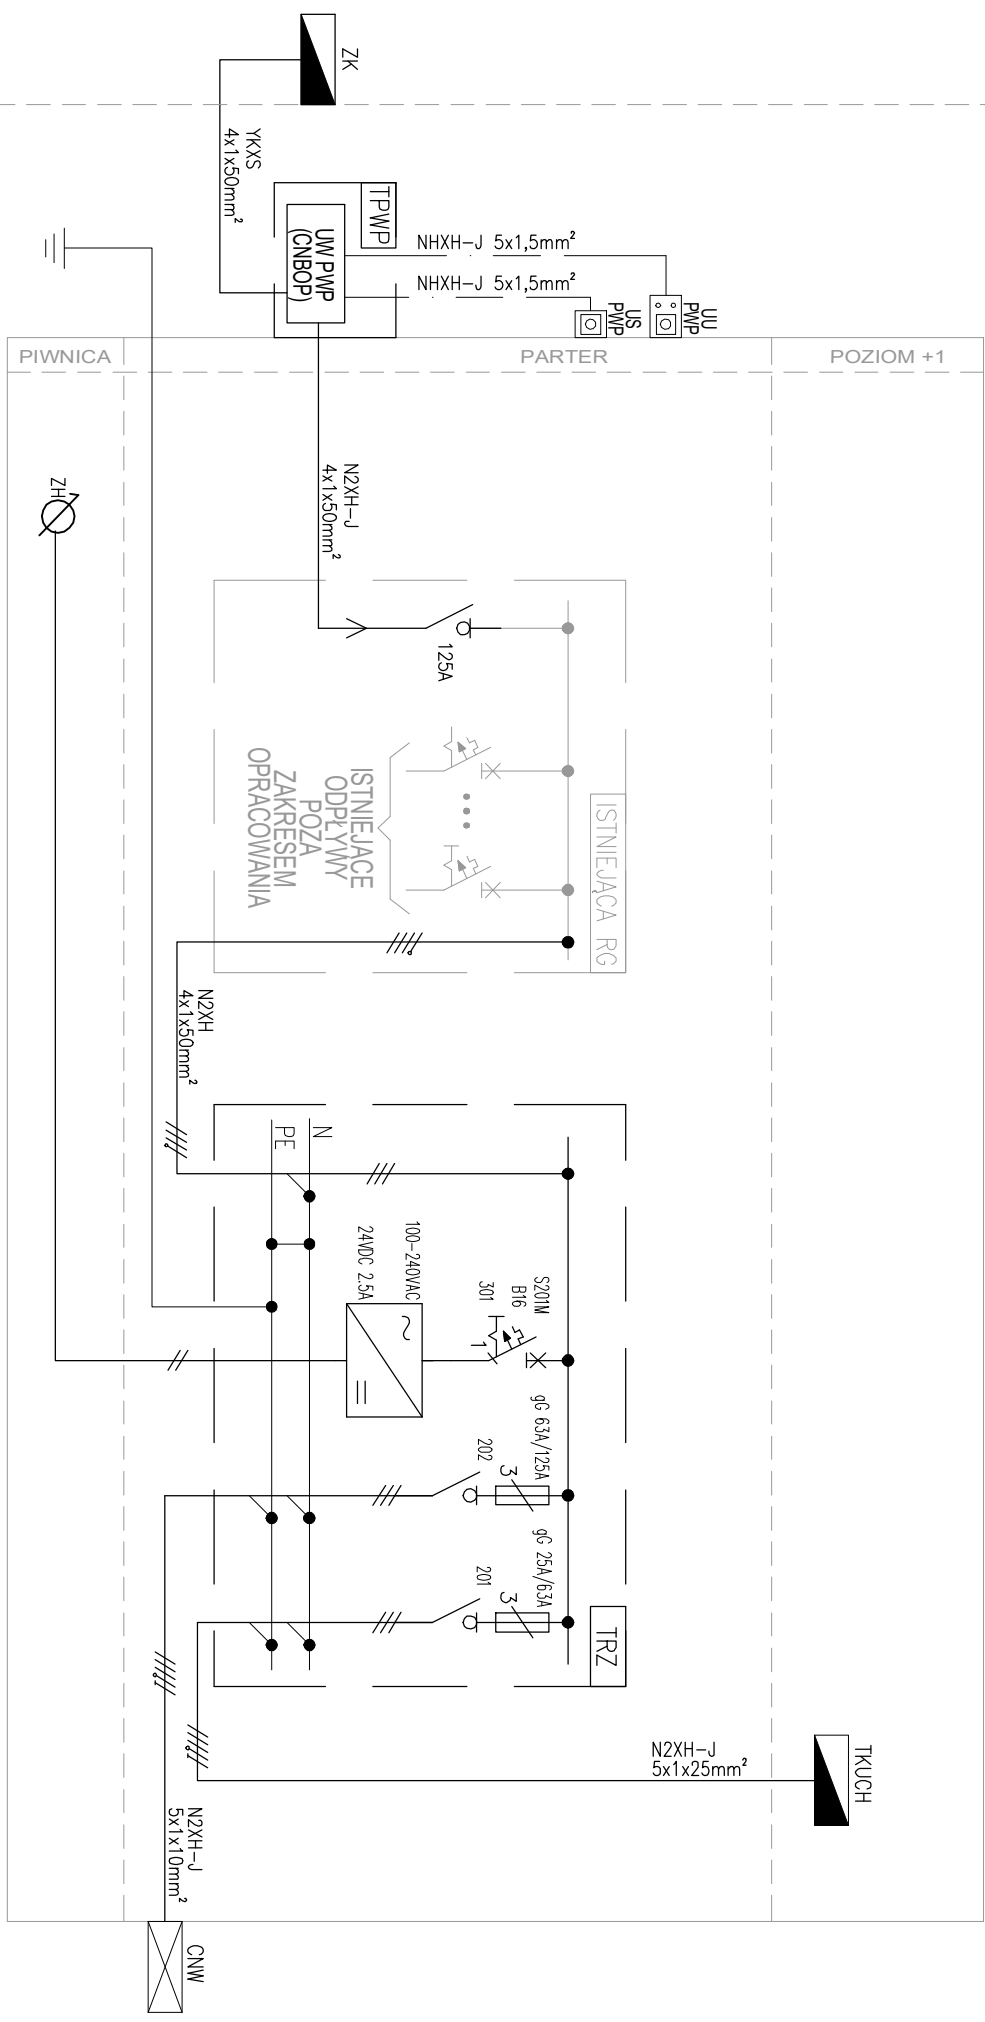 ZK
YKXS
4x1x50mm²
TPWP
UW PWP
(CNBOP)
NHXH-J 5x1,5mm²
NHXH-J 5x1,5mm²
UU
PWP
US
PWP
PIWNICA
PARTER
POZIOM +1
ZH
N2XH-J
4x1x50mm²
125A
ISTNIEJĄCA RG
ISTNIEJACE
ODPŁYWY
POZA
ZAKRESEM
OPRACOWANIA
N2XH
4x1x50mm²
N
PE
100-240VAC
24VDC 2.5A
S201M
B16
301
1
gG 63A/125A
202
3
gG 25A/63A
201
3
TRZ
N2XH-J
5x1x25mm²
TKUCH
N2XH-J
5x1x10mm²
CNW